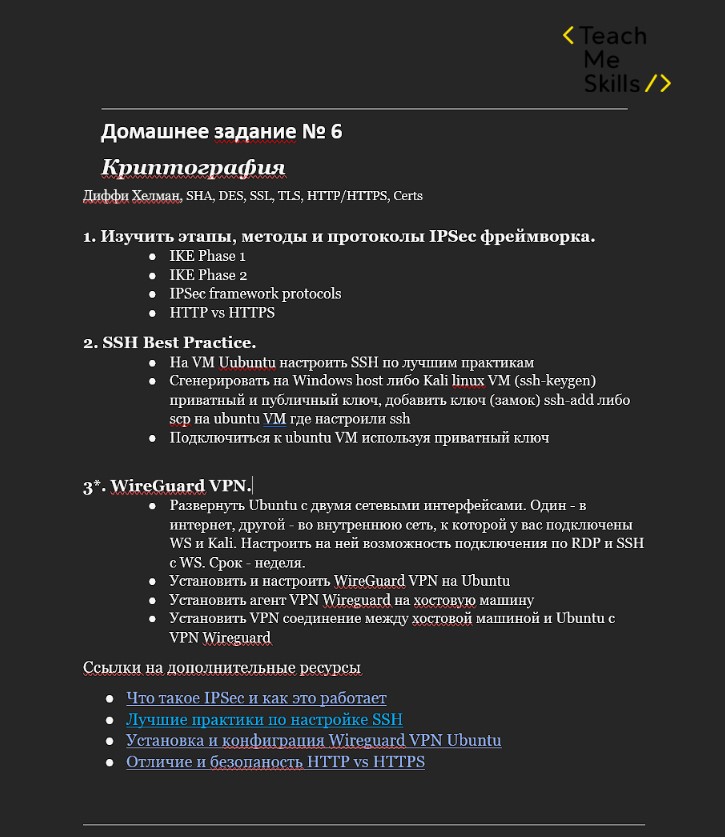 < Teach
Me
Skills />
Домашнее задание № 6
Криптография
Диффи Хелман, SHA, DES, SSL, TLS, HTTP/HTTPS, Certs
1. Изучить этапы, методы и протоколы IPSec фреймворка.
● IKE Phase 1
● IKE Phase 2
● IPSec framework protocols
● HTTP vs HTTPS
2. SSH Best Practice.
● На VM Uubuntu настроить SSH по лучшим практикам
● Сгенерировать на Windows host либо Kali linux VM (ssh-keygen)
приватный и публичный ключ, добавить ключ (замок) ssh-add либо
scp на ubuntu VM где настроили ssh
● Подключиться к ubuntu VM используя приватный ключ
3*. WireGuard VPN.
● Развернуть Ubuntu с двумя сетевыми интерфейсами. Один - в
интернет, другой - во внутреннюю сеть, к которой у вас подключены
WS и Kali. Настроить на ней возможность подключения по RDP и SSH
с WS. Срок - неделя.
● Установить и настроить WireGuard VPN на Ubuntu
● Установить агент VPN Wireguard на хостовую машину
● Установить VPN соединение между хостовой машиной и Ubuntu с
VPN Wireguard
Ссылки на дополнительные ресурсы
● Что такое IPSec и как это работает
● Лучшие практики по настройке SSH
● Установка и конфиграция Wireguard VPN Ubuntu
● Отличие и безопаность HTTP vs HTTPS